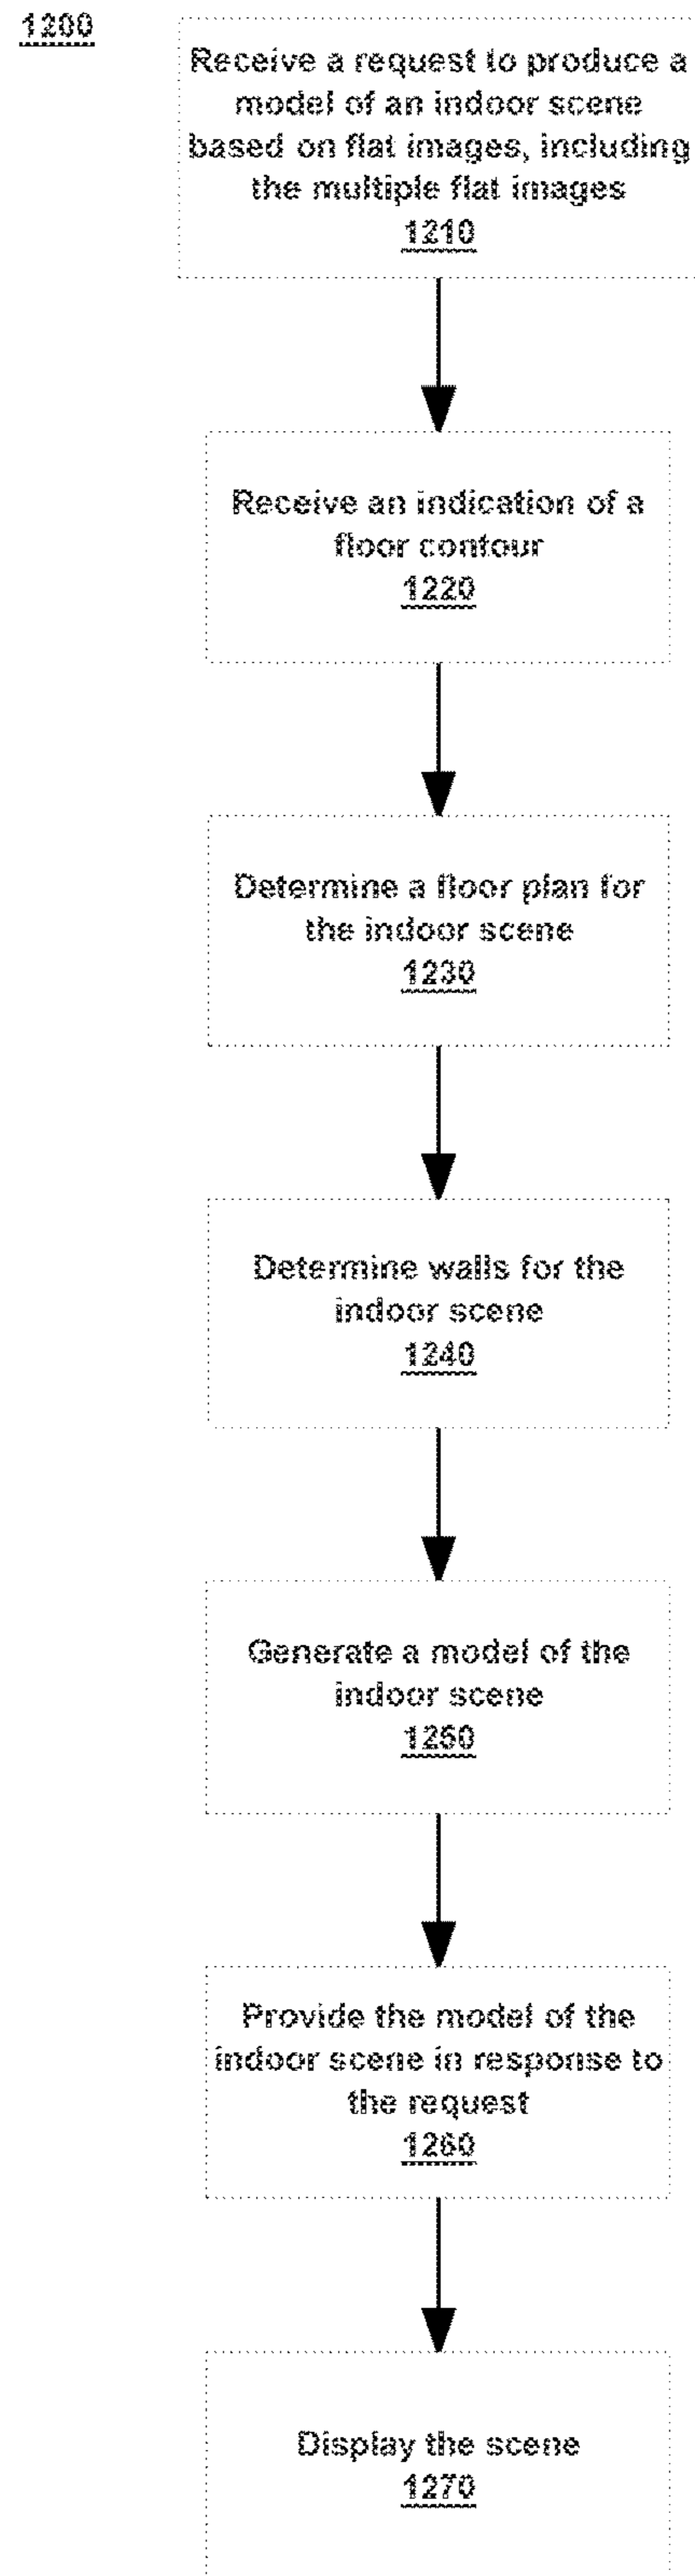 1200
Receive a request to produce a
model of an indoor scene
based on flat images, including
the multiple flat images
1210
Receive an indication of a
floor contour
1220
Determine a floor plan for
the indoor scene
1230
Determine walls for the
indoor scene
1240
Generate a model of the
indoor scene
1250
Provide the model of the
indoor scene in response to
the request
1260
Display the scene
1270